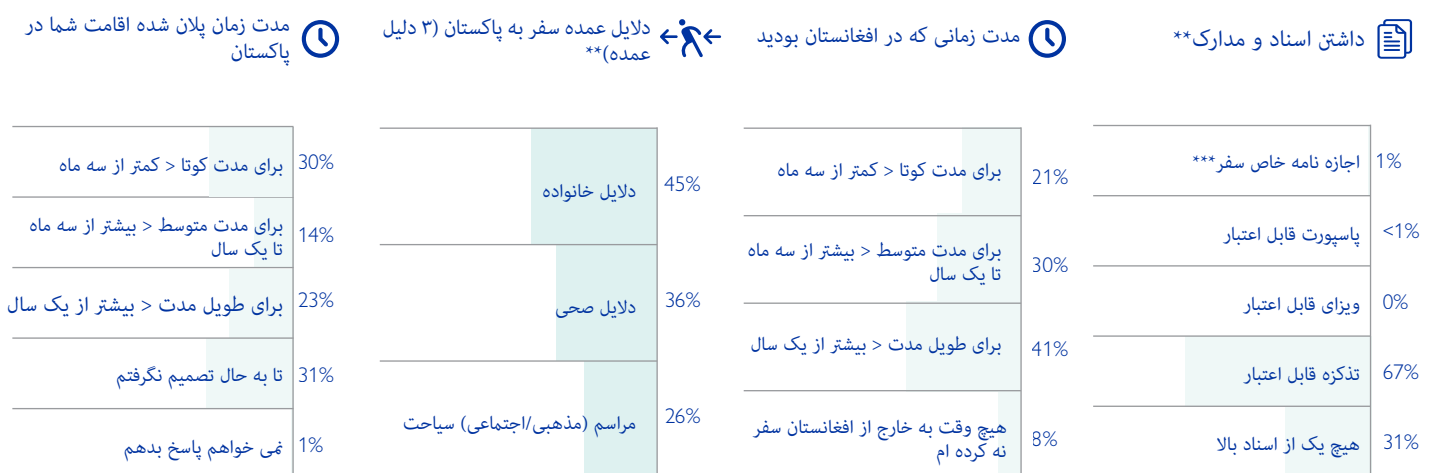 داشتن اسناد و مدارک**
1% اجازه نامه خاص سفر***
<1% پاسپورت قابل اعتبار
0% ویزای قابل اعتبار
67% تذکزه قابل اعتبار
31% هیچ یک از اسناد بالا
مدت زمانی که در افغانستان بودید
21% برای مدت کوتا < کمتر از سه ماه
برای مدت متوسط < بیشتر از سه ماه
30% تا یک سال
41% برای طویل مدت < بیشتر از یک سال
هیچ وقت به خارج از افغانستان سفر
8% نه کرده ام
دلایل عمده سفر به پاکستان (۳ دلیل
عمده)**
45% دلایل خانواده
36% دلایل صحی
26% مراسم (مذهبی/اجتماعی) سیاحت
مدت زمان پلان شده اقامت شما در
پاکستان
30% برای مدت کوتا < کمتر از سه ماه
14% برای مدت متوسط < بیشتر از سه ماه
تا یک سال
23% برای طویل مدت < بیشتر از یک سال
31% تا به حال تصمیم نگرفتم
1% نمی خواهم پاسخ بدهم